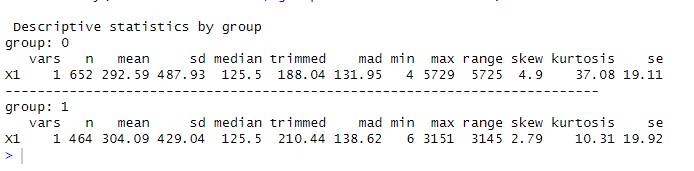 Descriptive statistics by group
group: 0
vars n mean sd median trimmed mad min max range skew kurtosis se
X1 1 652 292.59 487.93 125.5 188.04 131.95 4 5729 5725 4.9 37.08 19.11
------------------------------------------------------------------------
group: 1
vars n mean sd median trimmed mad min max range skew kurtosis se
X1 1 464 304.09 429.04 125.5 210.44 138.62 6 3151 3145 2.79 10.31 19.92
>